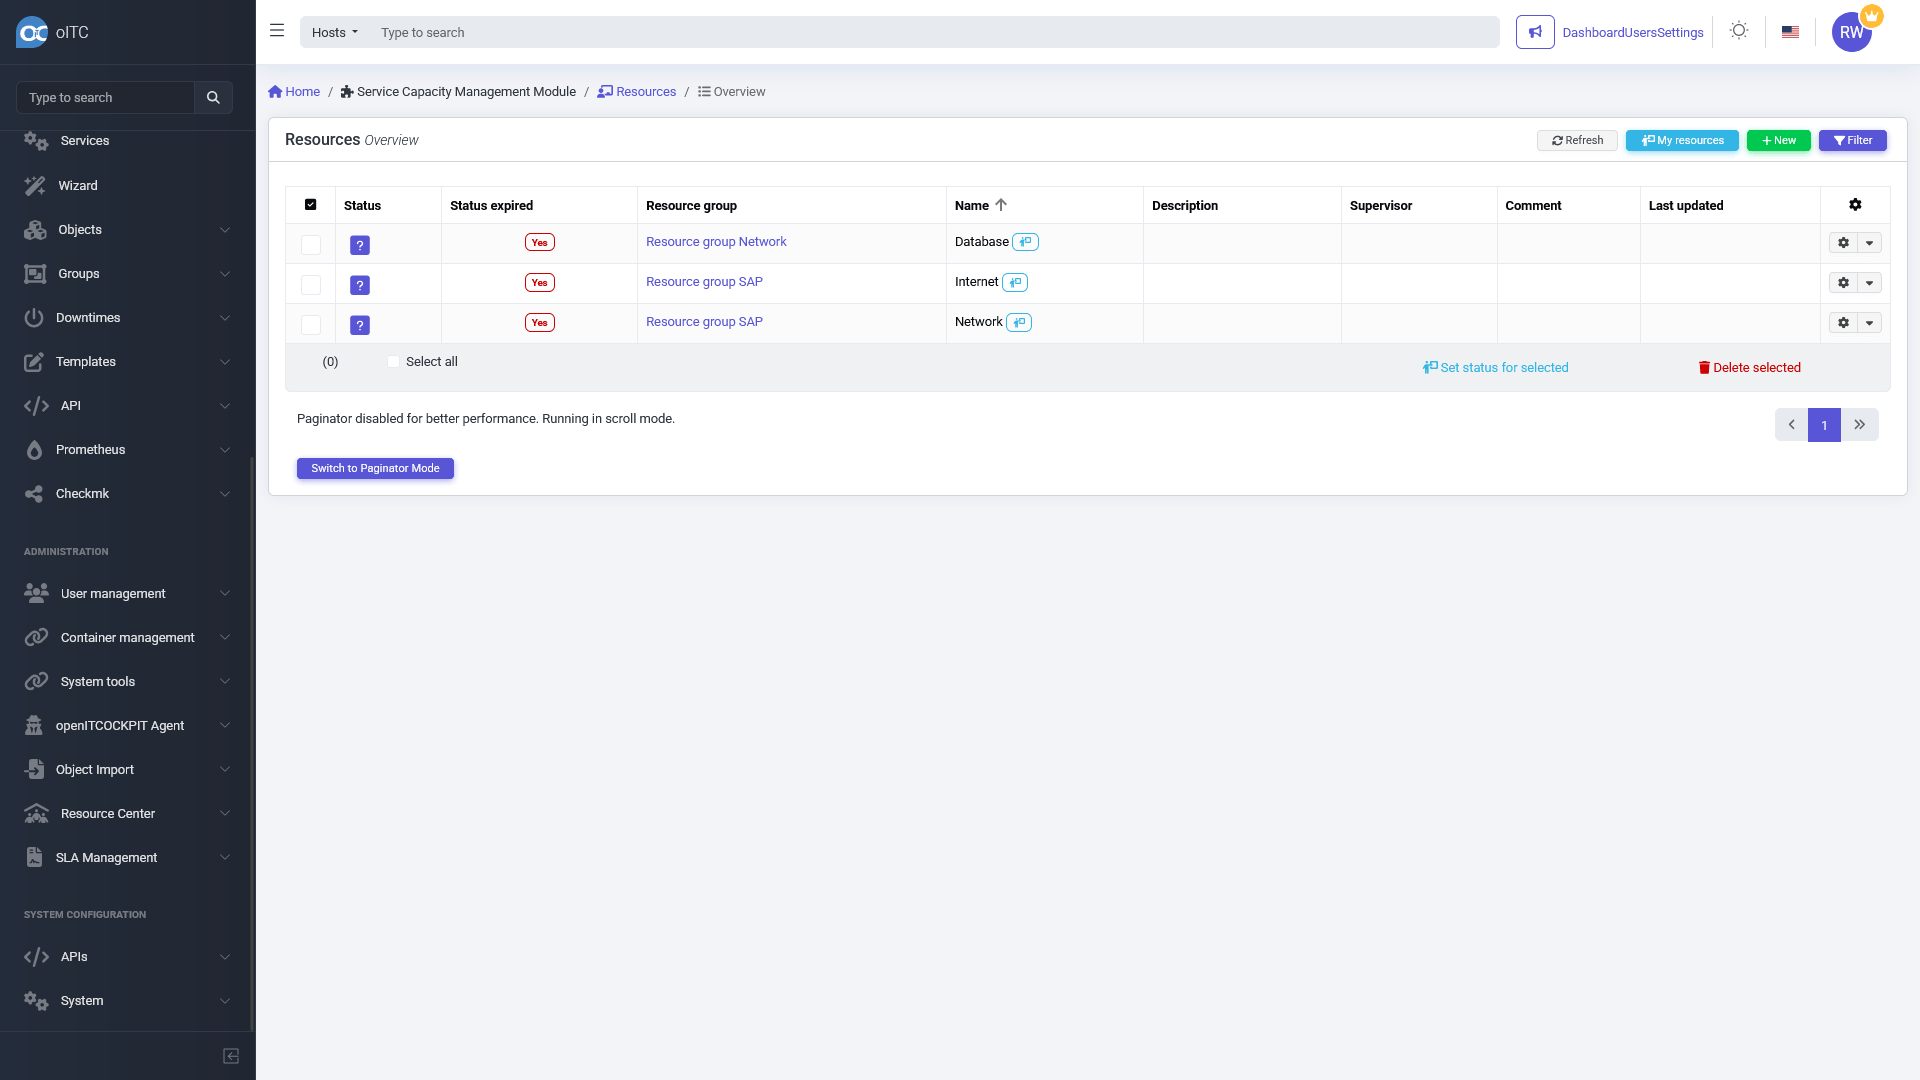 oITC
Hosts
Type to search
DashboardUsersSettings
RW
Type to search
Services
Wizard
Objects
Groups
Downtimes
Templates
API
Prometheus
Checkmk
ADMINISTRATION
User management
Container management
System tools
openITCOCKPIT Agent
Object Import
Resource Center
SLA Management
SYSTEM CONFIGURATION
APIs
System
Home / Service Capacity Management Module / Resources / Overview
Resources Overview
Refresh
My resources
New
Filter
Status Status expired Resource group Name Description Supervisor Comment Last updated
? Yes Resource group Network Database
? Yes Resource group SAP Internet
? Yes Resource group SAP Network
(0) Select all Set status for selected Delete selected
Paginator disabled for better performance. Running in scroll mode.
1
Switch to Paginator Mode